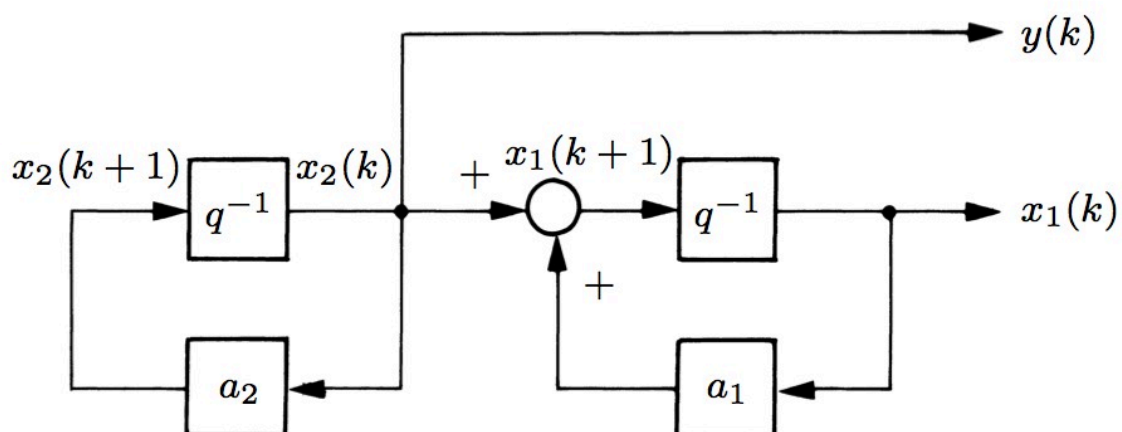 y(k)
x₂(k + 1)
x₂(k)
+
x₁(k + 1)
q⁻¹
q⁻¹
x₁(k)
+
a₂
a₁